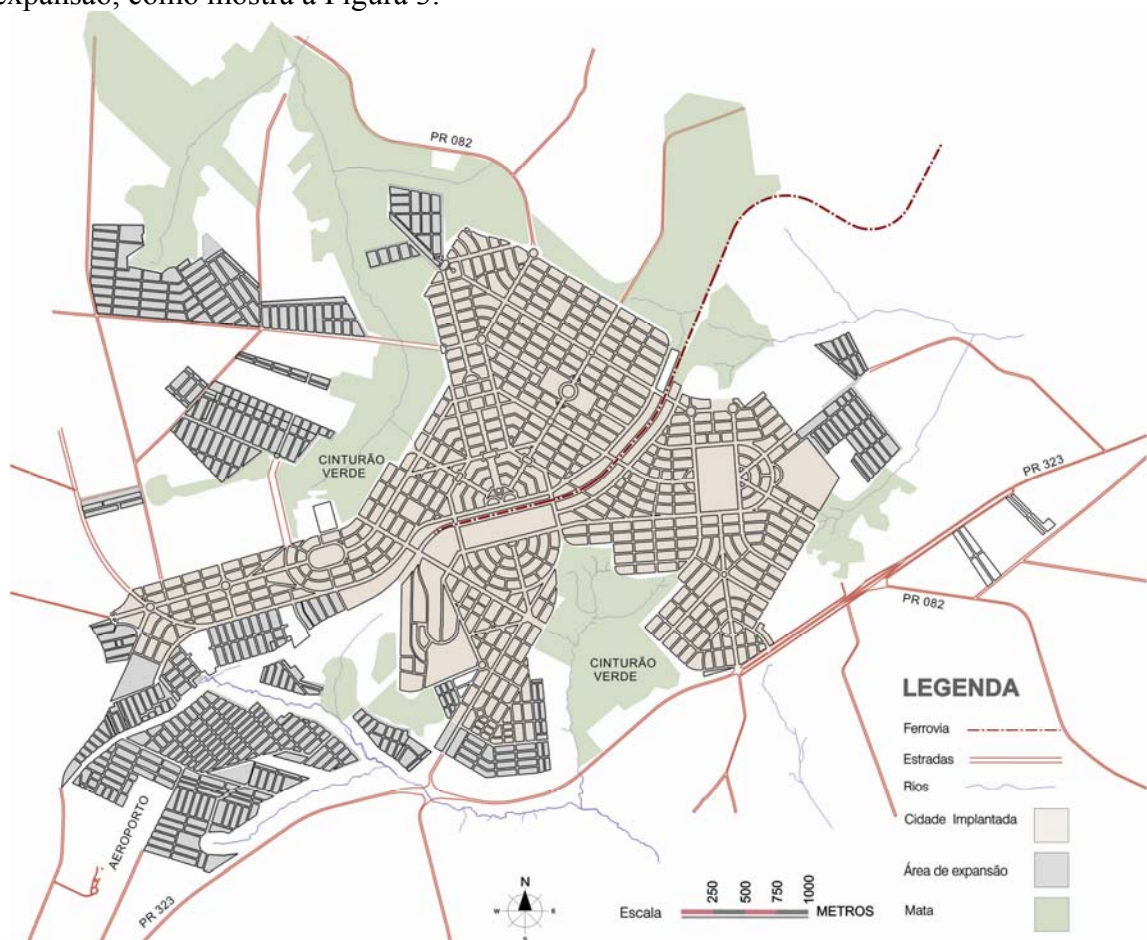 expansão, como mostra a Figura 5.
PR 082
CINTURÃO
VERDE
PR 323
PR 082
CINTURÃO
VERDE
LEGENDA
Ferrovia
Estradas
Rios
Cidade Implantada
Área de expansão
Mata
AEROPORTO
PR 323
N
W
E
S
Escala
250
500
750
1000
METROS